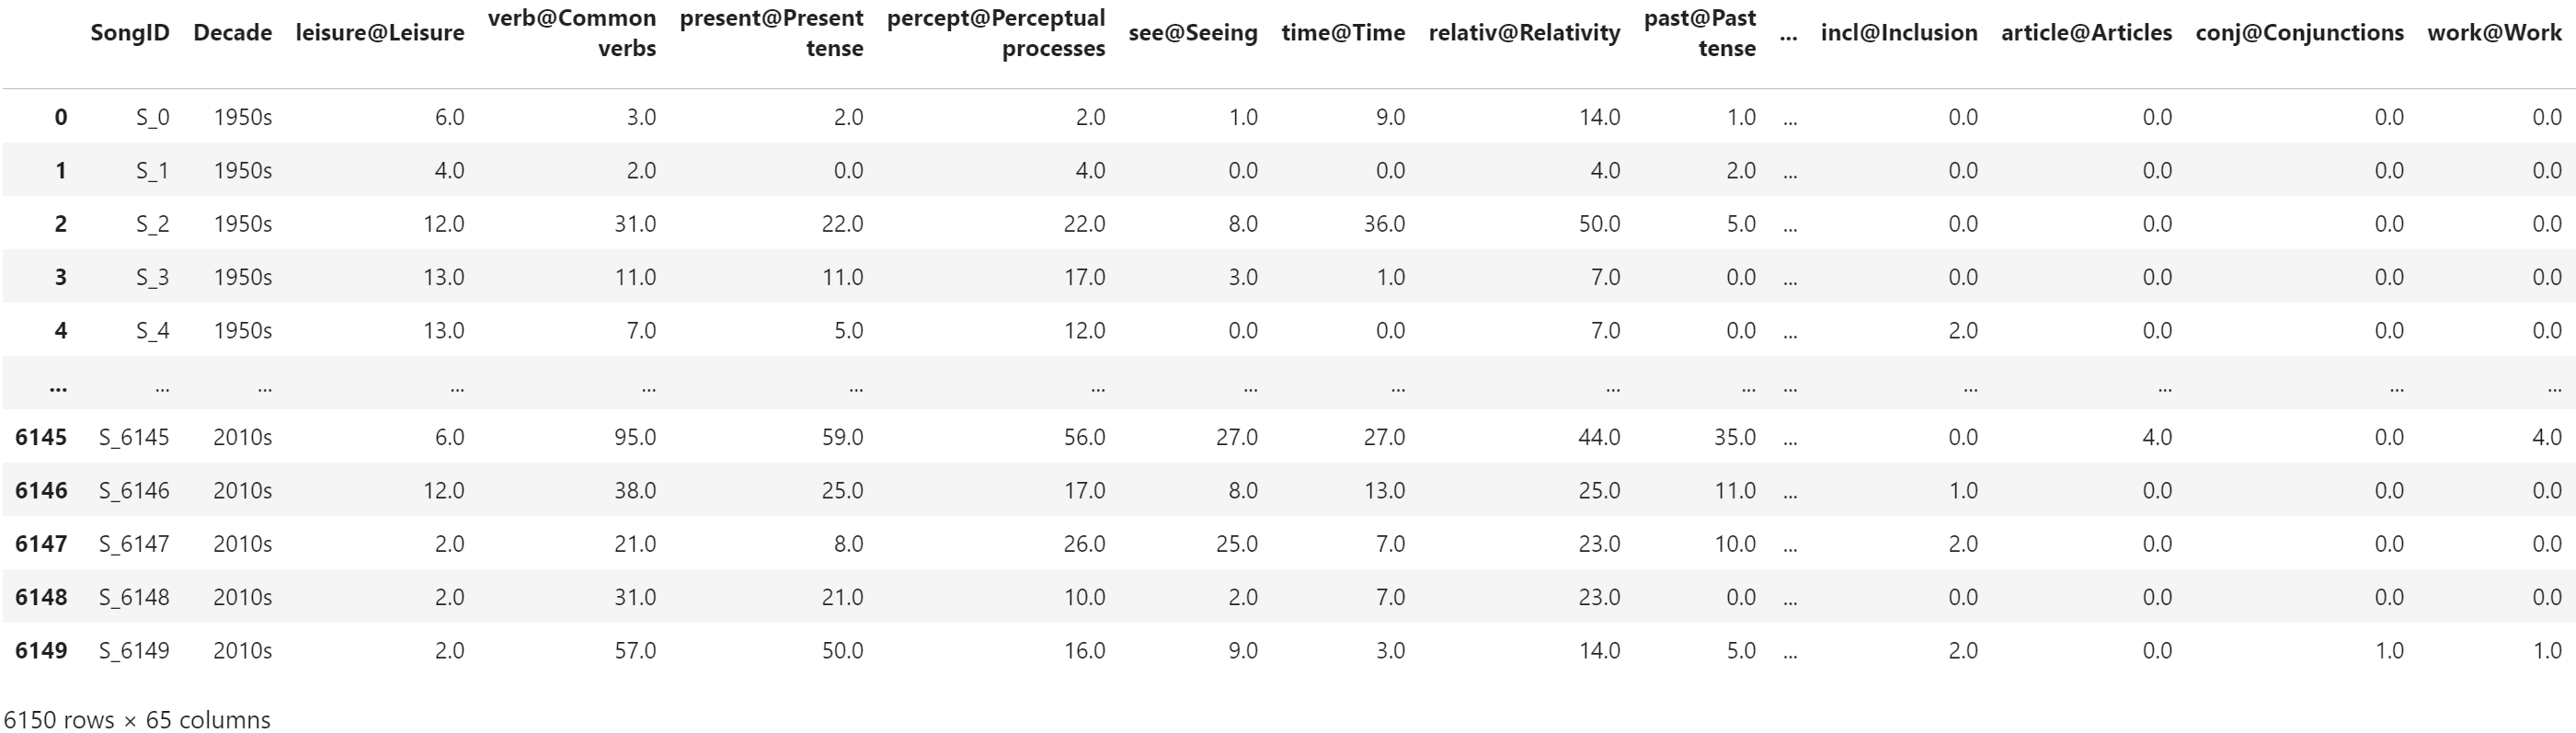 SongID Decade leisure@Leisure verb@Common verbs present@Present tense percept@Perceptual processes see@Seeing time@Time relativ@Relativity past@Past tense ... incl@Inclusion article@Articles conj@Conjunctions work@Work
0 S_0 1950s 6.0 3.0 2.0 2.0 1.0 9.0 14.0 1.0 ... 0.0 0.0 0.0 0.0
1 S_1 1950s 4.0 2.0 0.0 4.0 0.0 0.0 4.0 2.0 ... 0.0 0.0 0.0 0.0
2 S_2 1950s 12.0 31.0 22.0 22.0 8.0 36.0 50.0 5.0 ... 0.0 0.0 0.0 0.0
3 S_3 1950s 13.0 11.0 11.0 17.0 3.0 1.0 7.0 0.0 ... 0.0 0.0 0.0 0.0
4 S_4 1950s 13.0 7.0 5.0 12.0 0.0 0.0 7.0 0.0 ... 2.0 0.0 0.0 0.0
... ... ... ... ... ... ... ... ... ... ... ... ... ... ... ...
6145 S_6145 2010s 6.0 95.0 59.0 56.0 27.0 27.0 44.0 35.0 ... 0.0 4.0 0.0 4.0
6146 S_6146 2010s 12.0 38.0 25.0 17.0 8.0 13.0 25.0 11.0 ... 1.0 0.0 0.0 0.0
6147 S_6147 2010s 2.0 21.0 8.0 26.0 25.0 7.0 23.0 10.0 ... 2.0 0.0 0.0 0.0
6148 S_6148 2010s 2.0 31.0 21.0 10.0 2.0 7.0 23.0 0.0 ... 0.0 0.0 0.0 0.0
6149 S_6149 2010s 2.0 57.0 50.0 16.0 9.0 3.0 14.0 5.0 ... 2.0 0.0 1.0 1.0
6150 rows × 65 columns